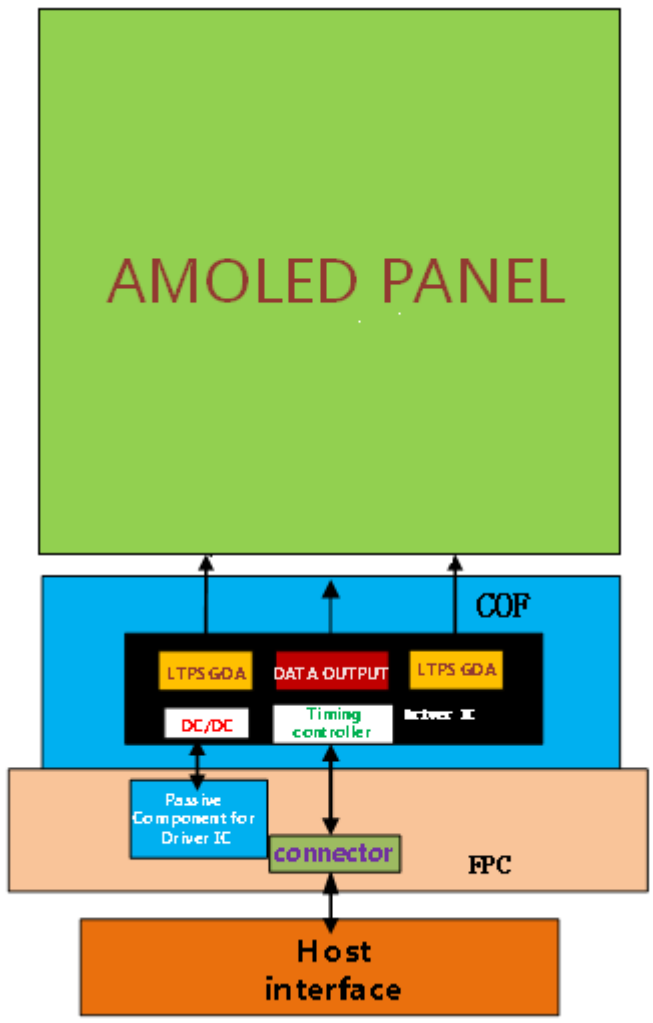 AMOLED PANEL
COF
LTPS GOA
DATA OUTPUT
LTPS GOA
DC/DC
Timing
controller
Driver IC
Passive
Component for
Driver IC
connector
FPC
Host
interface